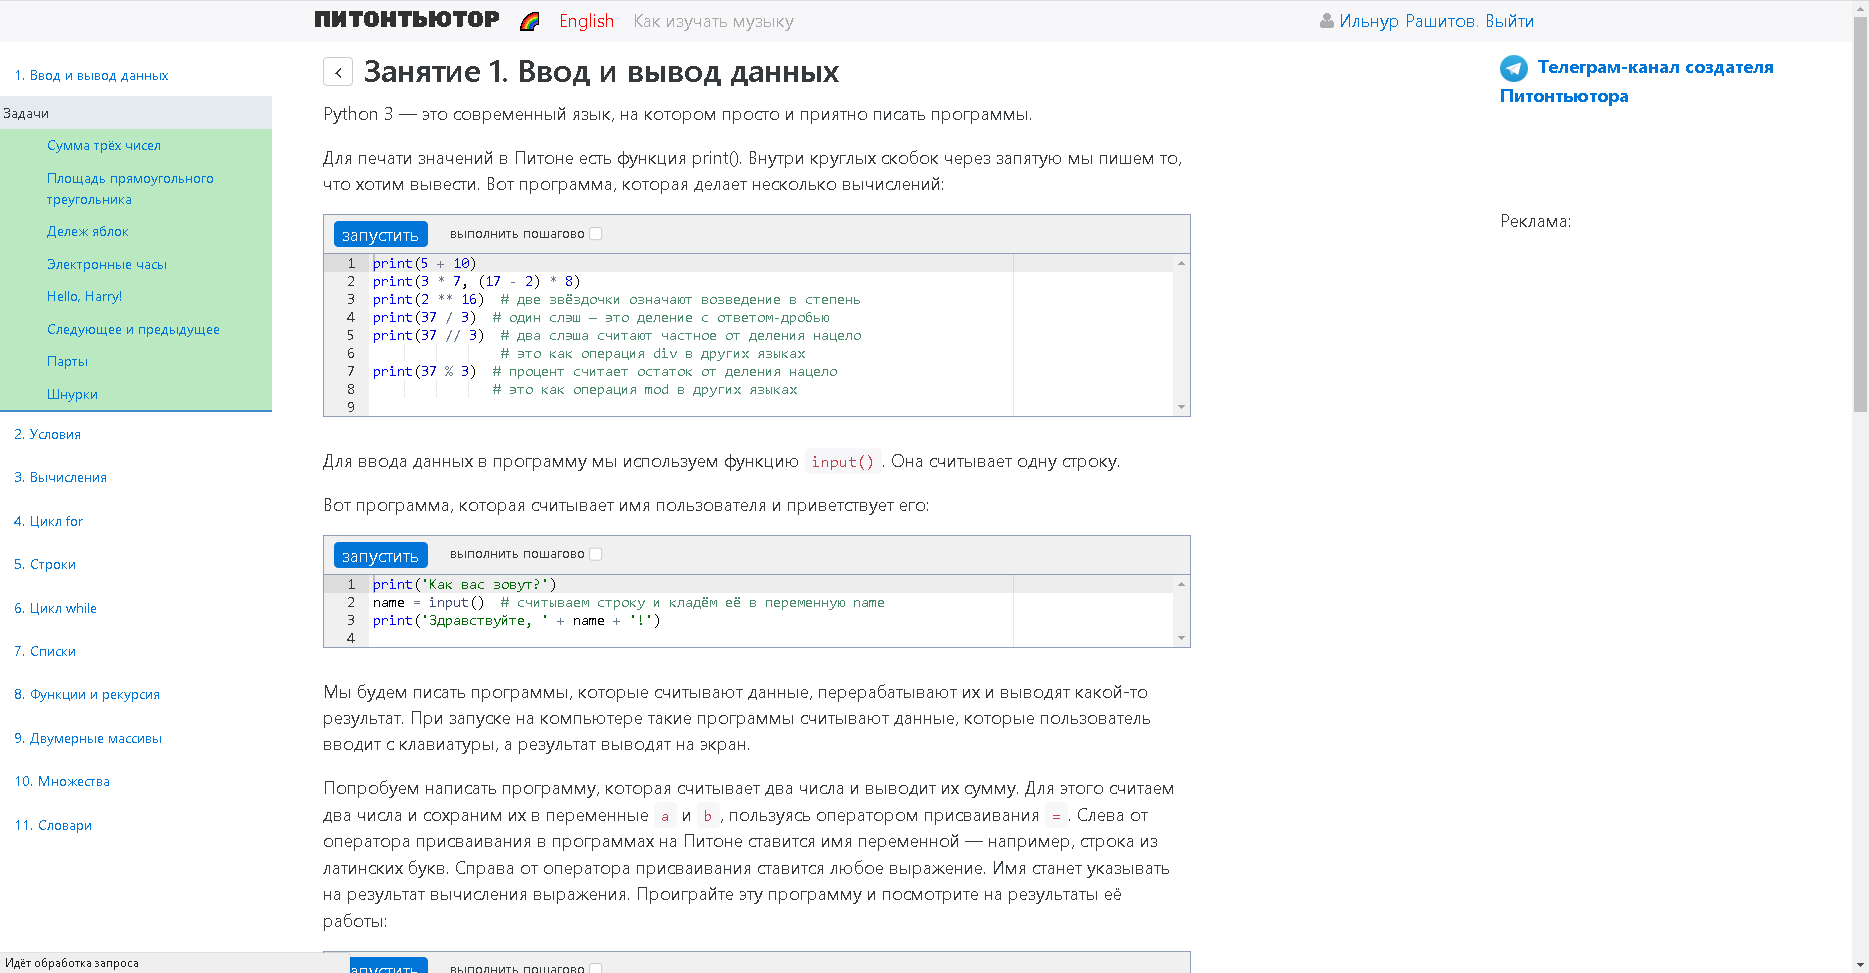 ПИТОНТЬЮТОР English Как изучать музыку Ильнур Рашитов. Выйти
1. Ввод и вывод данных
Задачи
Сумма трёх чисел
Площадь прямоугольного
треугольника
Дележ яблок
Электронные часы
Hello, Harry!
Следующее и предыдущее
Парты
Шнурки
2. Условия
3. Вычисления
4. Цикл for
5. Строки
6. Цикл while
7. Списки
8. Функции и рекурсия
9. Двумерные массивы
10. Множества
11. Словари
Занятие 1. Ввод и вывод данных
Python 3 — это современный язык, на котором просто и приятно писать программы.
Для печати значений в Питоне есть функция print(). Внутри круглых скобок через запятую мы пишем то,
что хотим вывести. Вот программа, которая делает несколько вычислений:
запустить выполнить пошагово
1 print(5 + 10)
2 print(3 * 7, (17 - 2) * 8)
3 print(2 ** 16)  # две звёздочки означают возведение в степень
4 print(37 / 3)  # один слэш — это деление с ответом-дробью
5 print(37 // 3)  # два слэша считают частное от деления нацело
6 # это как операция div в других языках
7 print(37 % 3)  # процент считает остаток от деления нацело
8 # это как операция mod в других языках
9
Для ввода данных в программу мы используем функцию input() . Она считывает одну строку.
Вот программа, которая считывает имя пользователя и приветствует его:
запустить выполнить пошагово
1 print('Как вас зовут?')
2 name = input()  # считываем строку и кладём её в переменную name
3 print('Здравствуйте, ' + name + '!')
4
Мы будем писать программы, которые считывают данные, перерабатывают их и выводят какой-то
результат. При запуске на компьютере такие программы считывают данные, которые пользователь
вводит с клавиатуры, а результат выводят на экран.
Попробуем написать программу, которая считывает два числа и выводит их сумму. Для этого считаем
два числа и сохраним их в переменные a и b , пользуясь оператором присваивания = . Слева от
оператора присваивания в программах на Питоне ставится имя переменной — например, строка из
латинских букв. Справа от оператора присваивания ставится любое выражение. Имя станет указывать
на результат вычисления выражения. Проиграйте эту программу и посмотрите на результаты её
работы:
запустить выполнить пошагово
Телеграм-канал создателя
Питонтьютора
Реклама:
Идёт обработка запроса